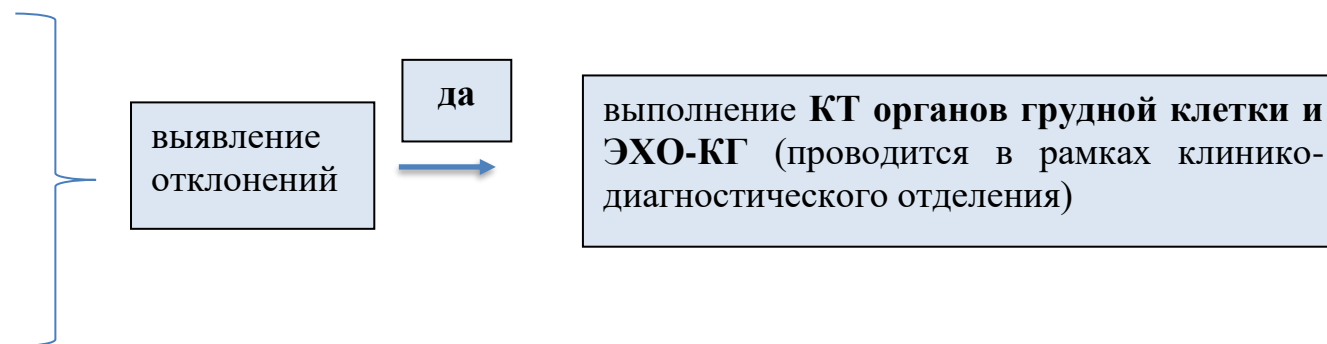 выявление
отклонений
да
выполнение КТ органов грудной клетки и
ЭХО-КГ (проводится в рамках клинико-
диагностического отделения)